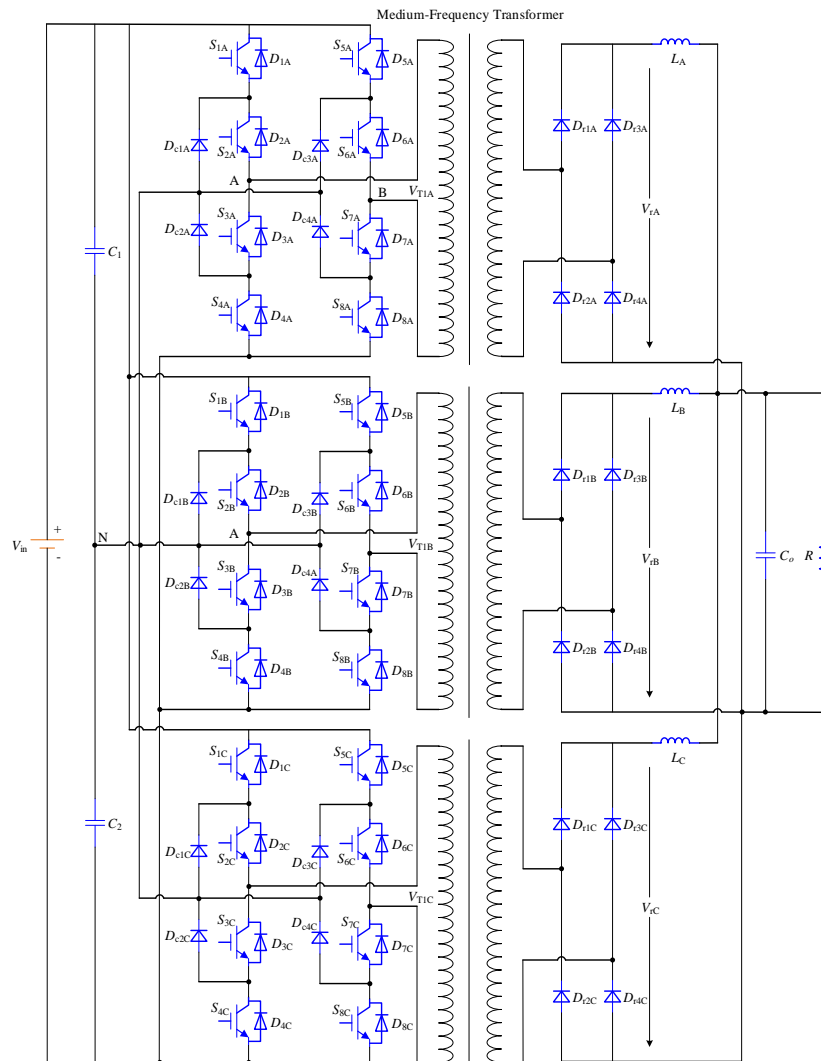 Medium-Frequency Transformer
S1A
D1A
S5A
D5A
LA
Dc1A
S2A
D2A
Dc3A
S6A
D6A
Dr1A
Dr3A
A
B
VT1A
VrA
Dc2A
S3A
D3A
Dc4A
S7A
D7A
C1
S4A
D4A
S8A
D8A
Dr2A
Dr4A
S1B
D1B
S5B
D5B
LB
Dc1B
S2B
D2B
Dc3B
S6B
D6B
Dr1B
Dr3B
Vin
+
-
N
A
VT1B
VrB
Co
R
Dc2B
S3B
D3B
Dc4A
S7B
D7B
S4B
D4B
S8B
D8B
Dr2B
Dr4B
S1C
D1C
S5C
D5C
LC
C2
Dc1C
S2C
D2C
Dc3C
S6C
D6C
Dr1C
Dr3C
VT1C
VrC
Dc2C
S3C
D3C
Dc4C
S7C
D7C
S4C
D4C
S8C
D8C
Dr2C
Dr4C